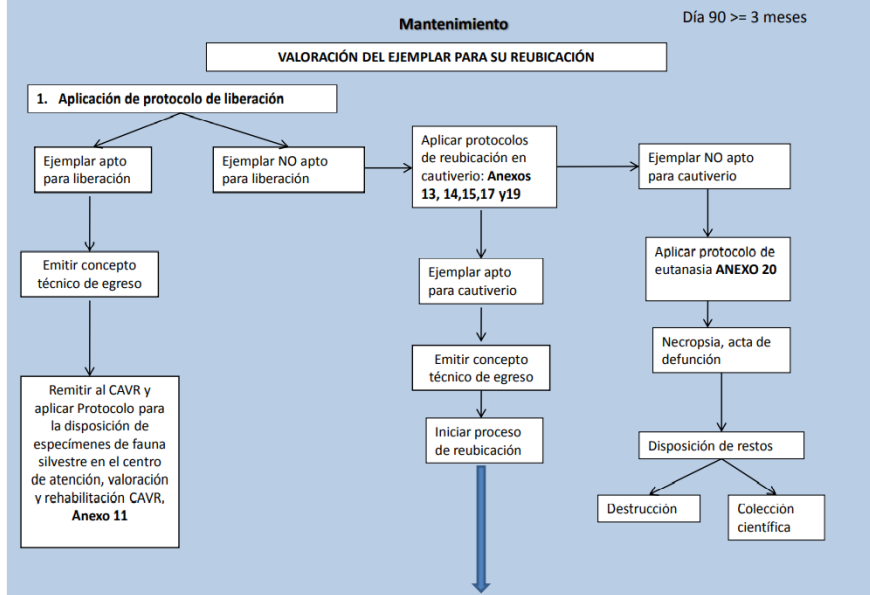 Mantenimiento
Día 90 >= 3 meses
VALORACIÓN DEL EJEMPLAR PARA SU REUBICACIÓN
1. Aplicación de protocolo de liberación
Ejemplar apto
para liberación
Ejemplar NO apto
para liberación
Aplicar protocolos
de reubicación en
cautiverio: Anexos
13, 14,15,17 y19
Ejemplar NO apto
para cautiverio
Emitir concepto
técnico de egreso
Ejemplar apto
para cautiverio
Aplicar protocolo de
eutanasia ANEXO 20
Emitir concepto
técnico de egreso
Necropsia, acta de
defunción
Remitir al CAVR y
aplicar Protocolo para
la disposición de
especímenes de fauna
silvestre en el centro
de atención, valoración
y rehabilitación CAVR,
Anexo 11
Iniciar proceso
de reubicación
Disposición de restos
Destrucción
Colección
científica